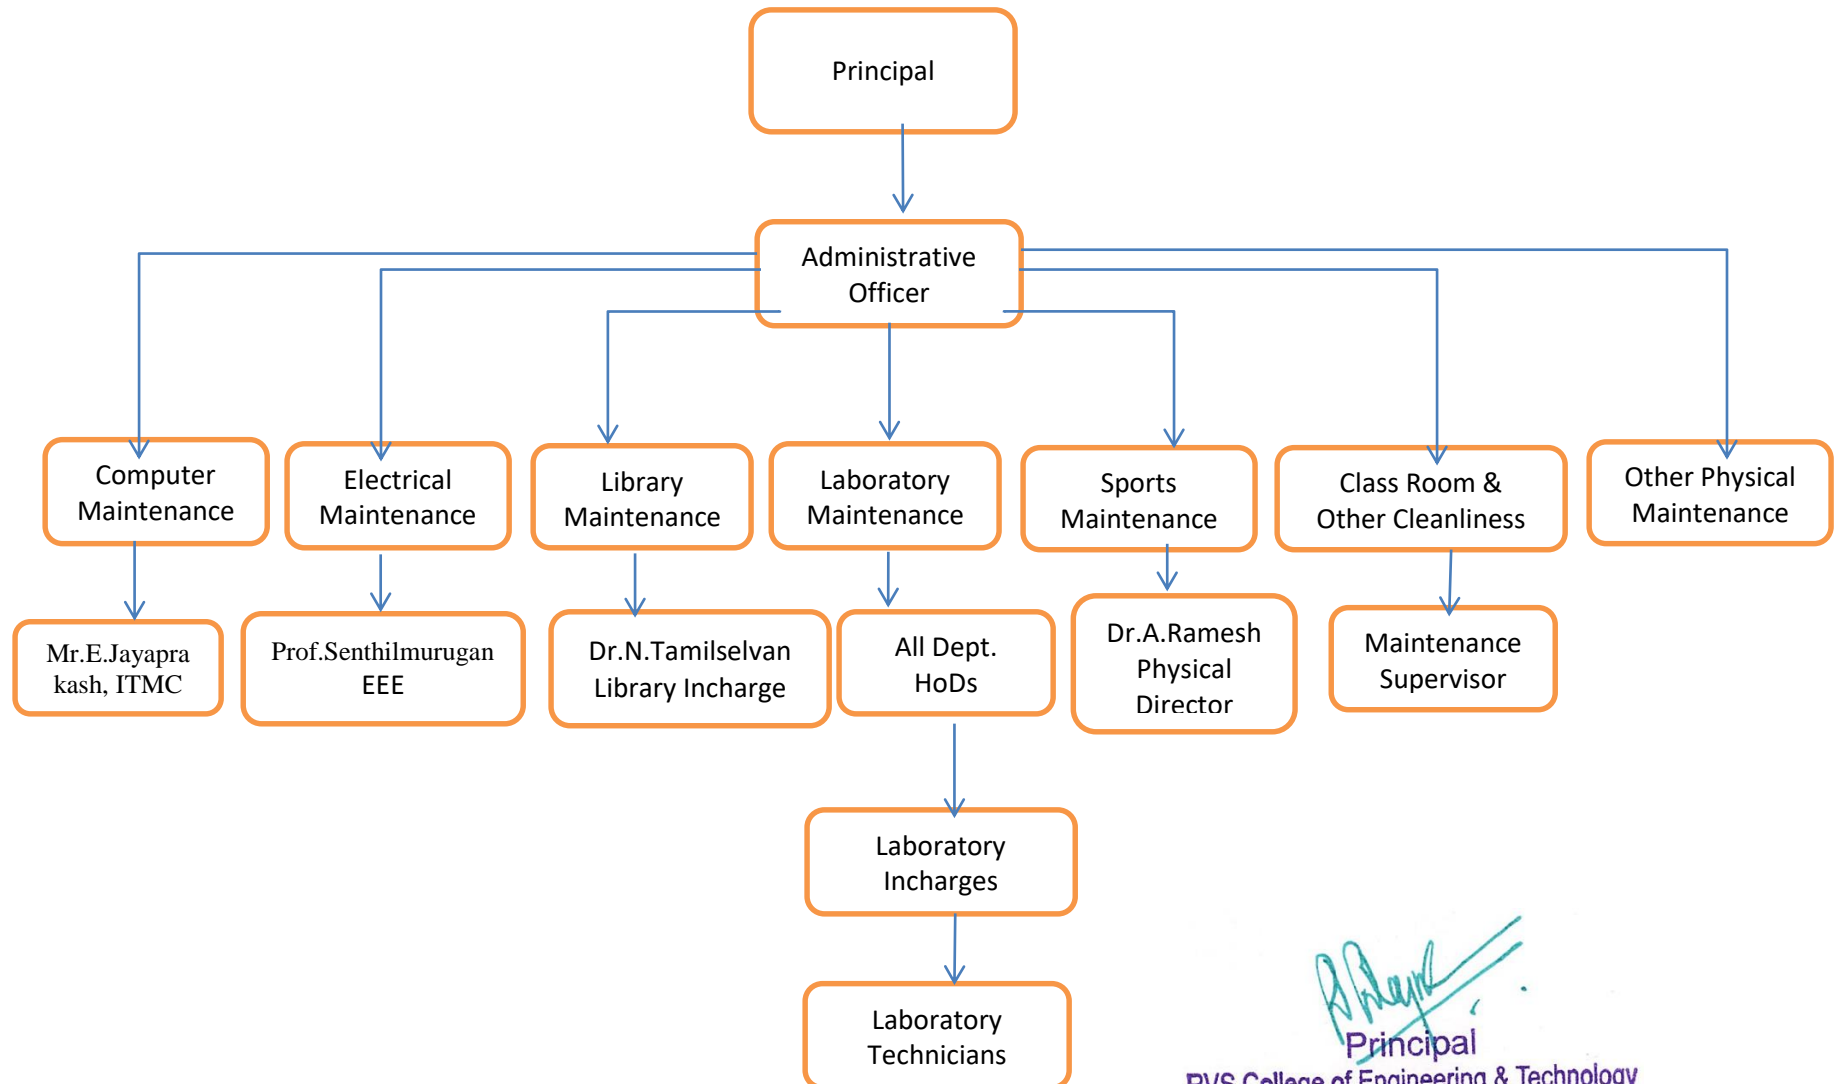 Principal
Administrative
Officer
Computer
Maintenance
Electrical
Maintenance
Library
Maintenance
Laboratory
Maintenance
Sports
Maintenance
Class Room &
Other Cleanliness
Other Physical
Maintenance
Mr.E.Jayapra
kash, ITMC
Prof.Senthilmurugan
EEE
Dr.N.Tamilselvan
Library Incharge
All Dept.
HoDs
Dr.A.Ramesh
Physical
Director
Maintenance
Supervisor
Laboratory
Incharges
Laboratory
Technicians
Principal
RVS College of Engineering & Technology